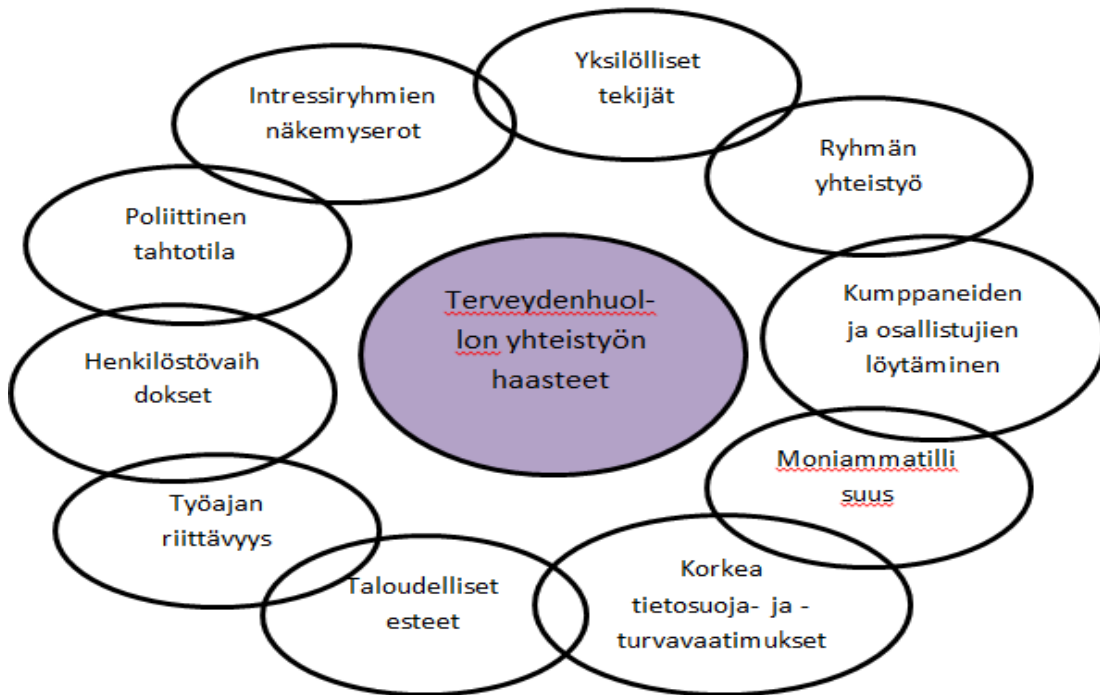 Yksilölliset
tekijät
Intressiryhmien
näkemyserot
Ryhmän
yhteistyö
Poliittinen
tahtotila
Kumppaneiden
ja osallistujien
löytäminen
Terveydenhuol-
lon yhteistyön
haasteet
Henkilöstövaih
dokset
Moniammatilli
suus
Työajan
riittävyys
Korkea
tietosuoja- ja -
turvavaatimukset
Taloudelliset
esteet